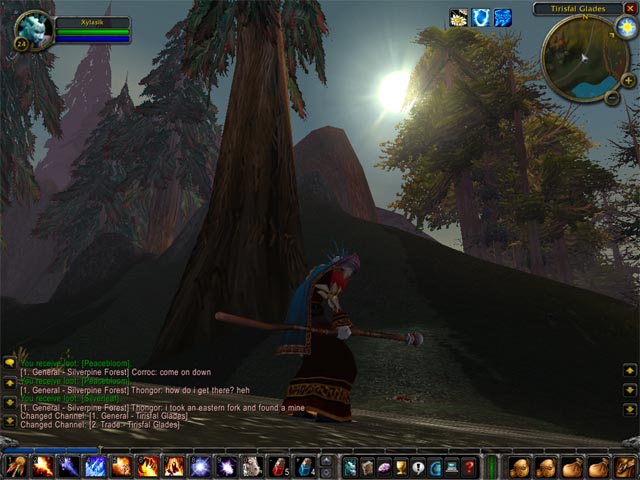 Xylasik
24
Tirisfal Glades
N
You receive loot: [Peacebloom].
[1. General - Silverpine Forest] Corroc: come on down
You receive loot: [Peacebloom].
[1. General - Silverpine Forest] Thongor: how do i get there? heh
You receive loot: [Silverleaf].
[1. General - Silverpine Forest] Thongor: i took an eastern fork and found a mine
Changed Channel: [1. General - Tirisfal Glades]
Changed Channel: [2. Trade - Tirisfal Glades]
5 4